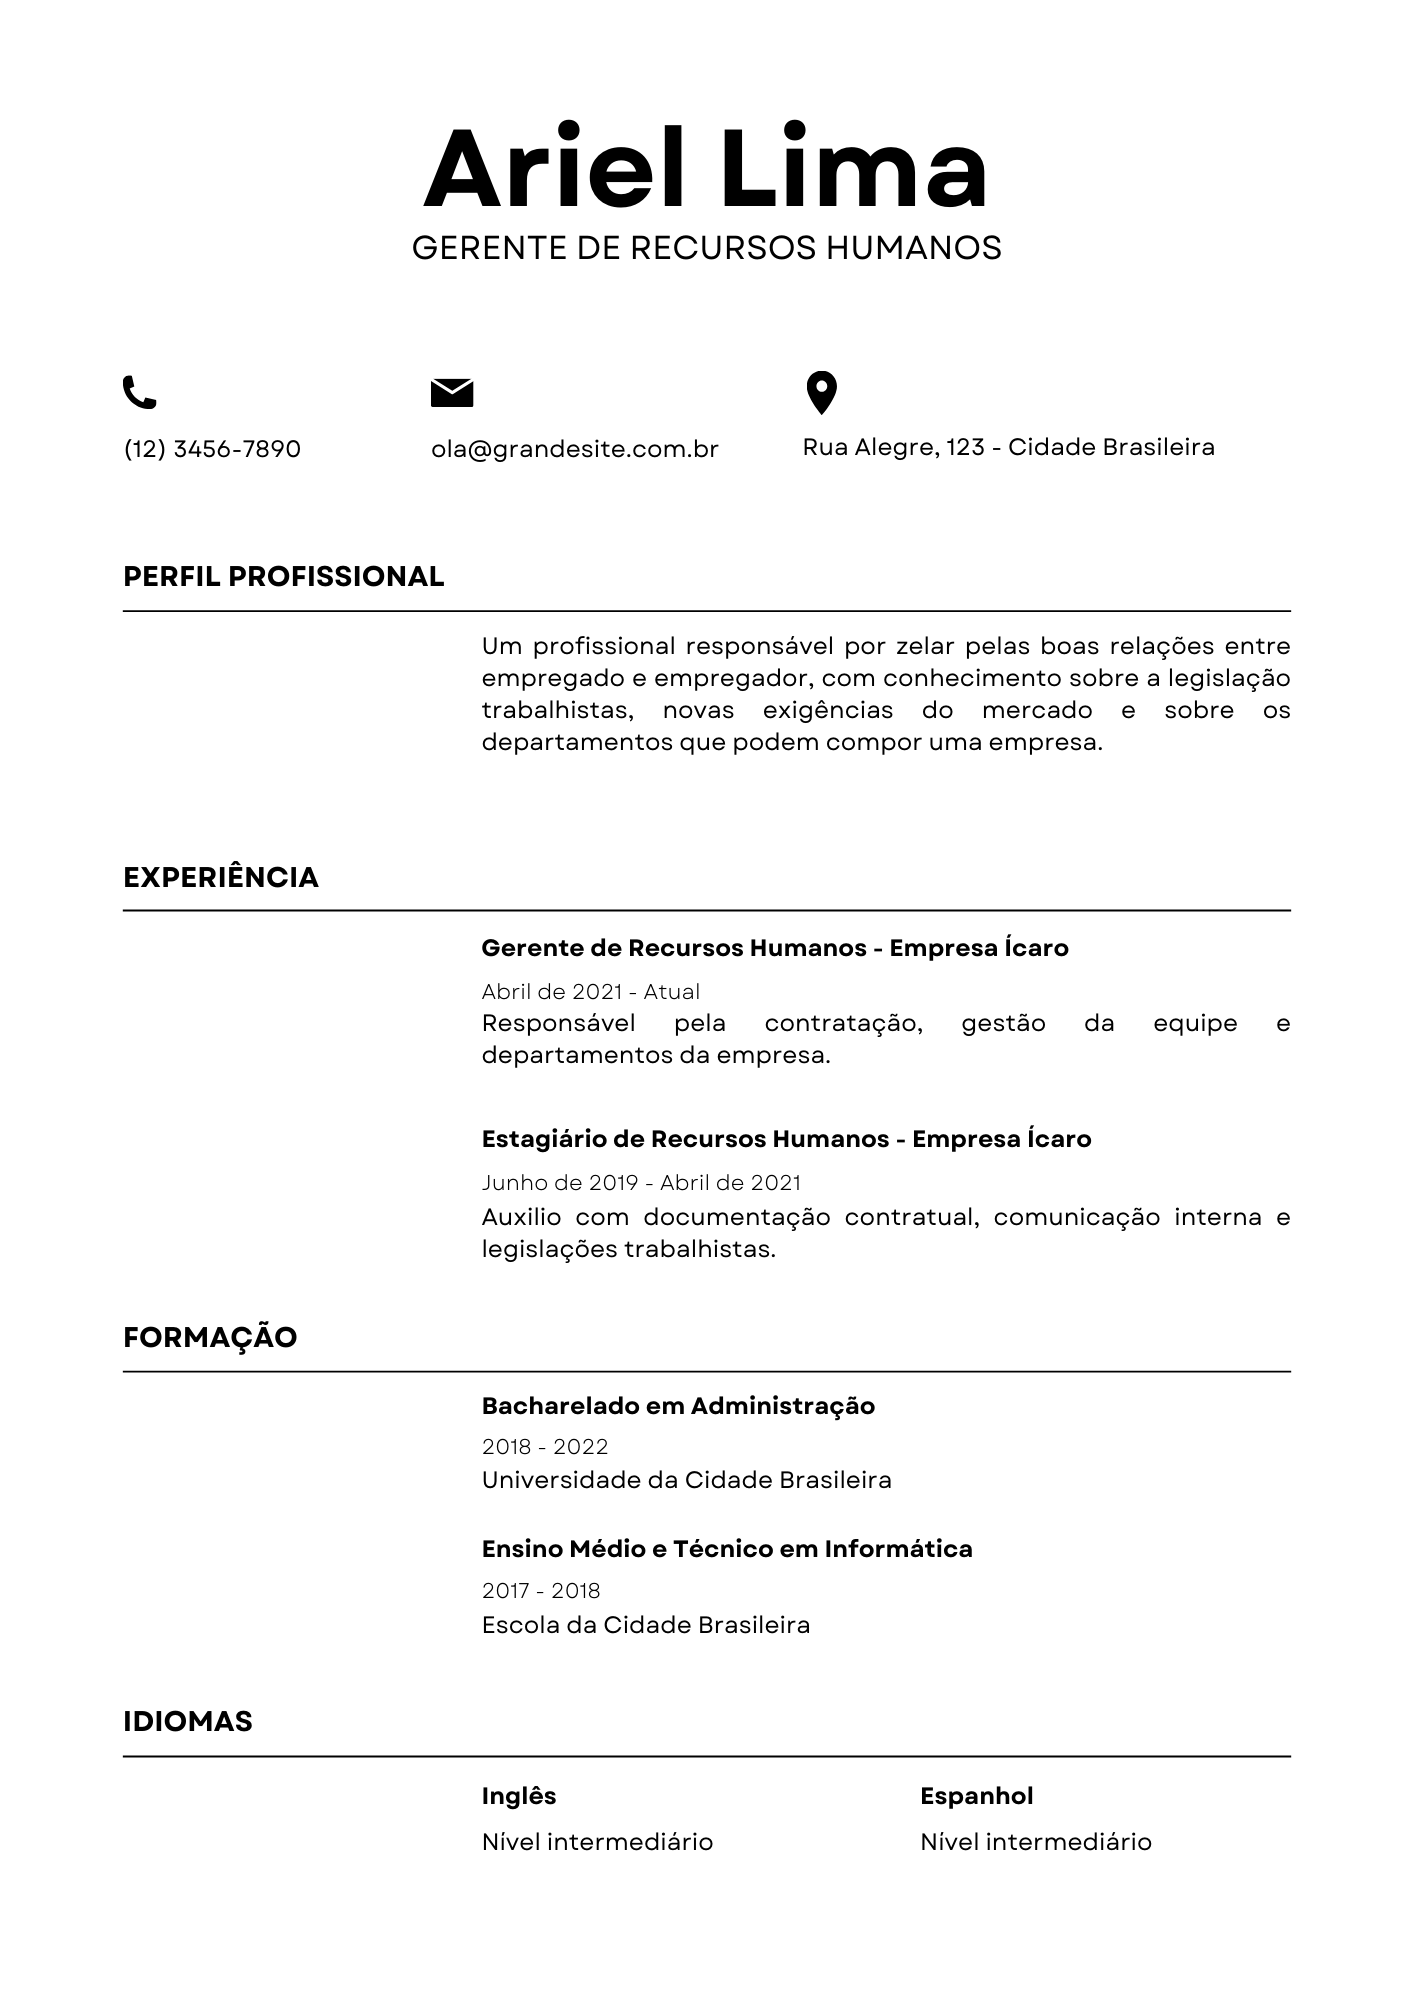 Ariel Lima
GERENTE DE RECURSOS HUMANOS
(12) 3456-7890
ola@grandesite.com.br
Rua Alegre, 123 - Cidade Brasileira
PERFIL PROFISSIONAL
Um profissional responsável por zelar pelas boas relações entre
empregado e empregador, com conhecimento sobre a legislação
trabalhistas, novas exigências do mercado e sobre os
departamentos que podem compor uma empresa.
EXPERIÊNCIA
Gerente de Recursos Humanos - Empresa Ícaro
Abril de 2021 - Atual
Responsável pela contratação, gestão da equipe e
departamentos da empresa.
Estagiário de Recursos Humanos - Empresa Ícaro
Junho de 2019 - Abril de 2021
Auxilio com documentação contratual, comunicação interna e
legislações trabalhistas.
FORMAÇÃO
Bacharelado em Administração
2018 - 2022
Universidade da Cidade Brasileira
Ensino Médio e Técnico em Informática
2017 - 2018
Escola da Cidade Brasileira
IDIOMAS
Inglês
Nível intermediário
Espanhol
Nível intermediário